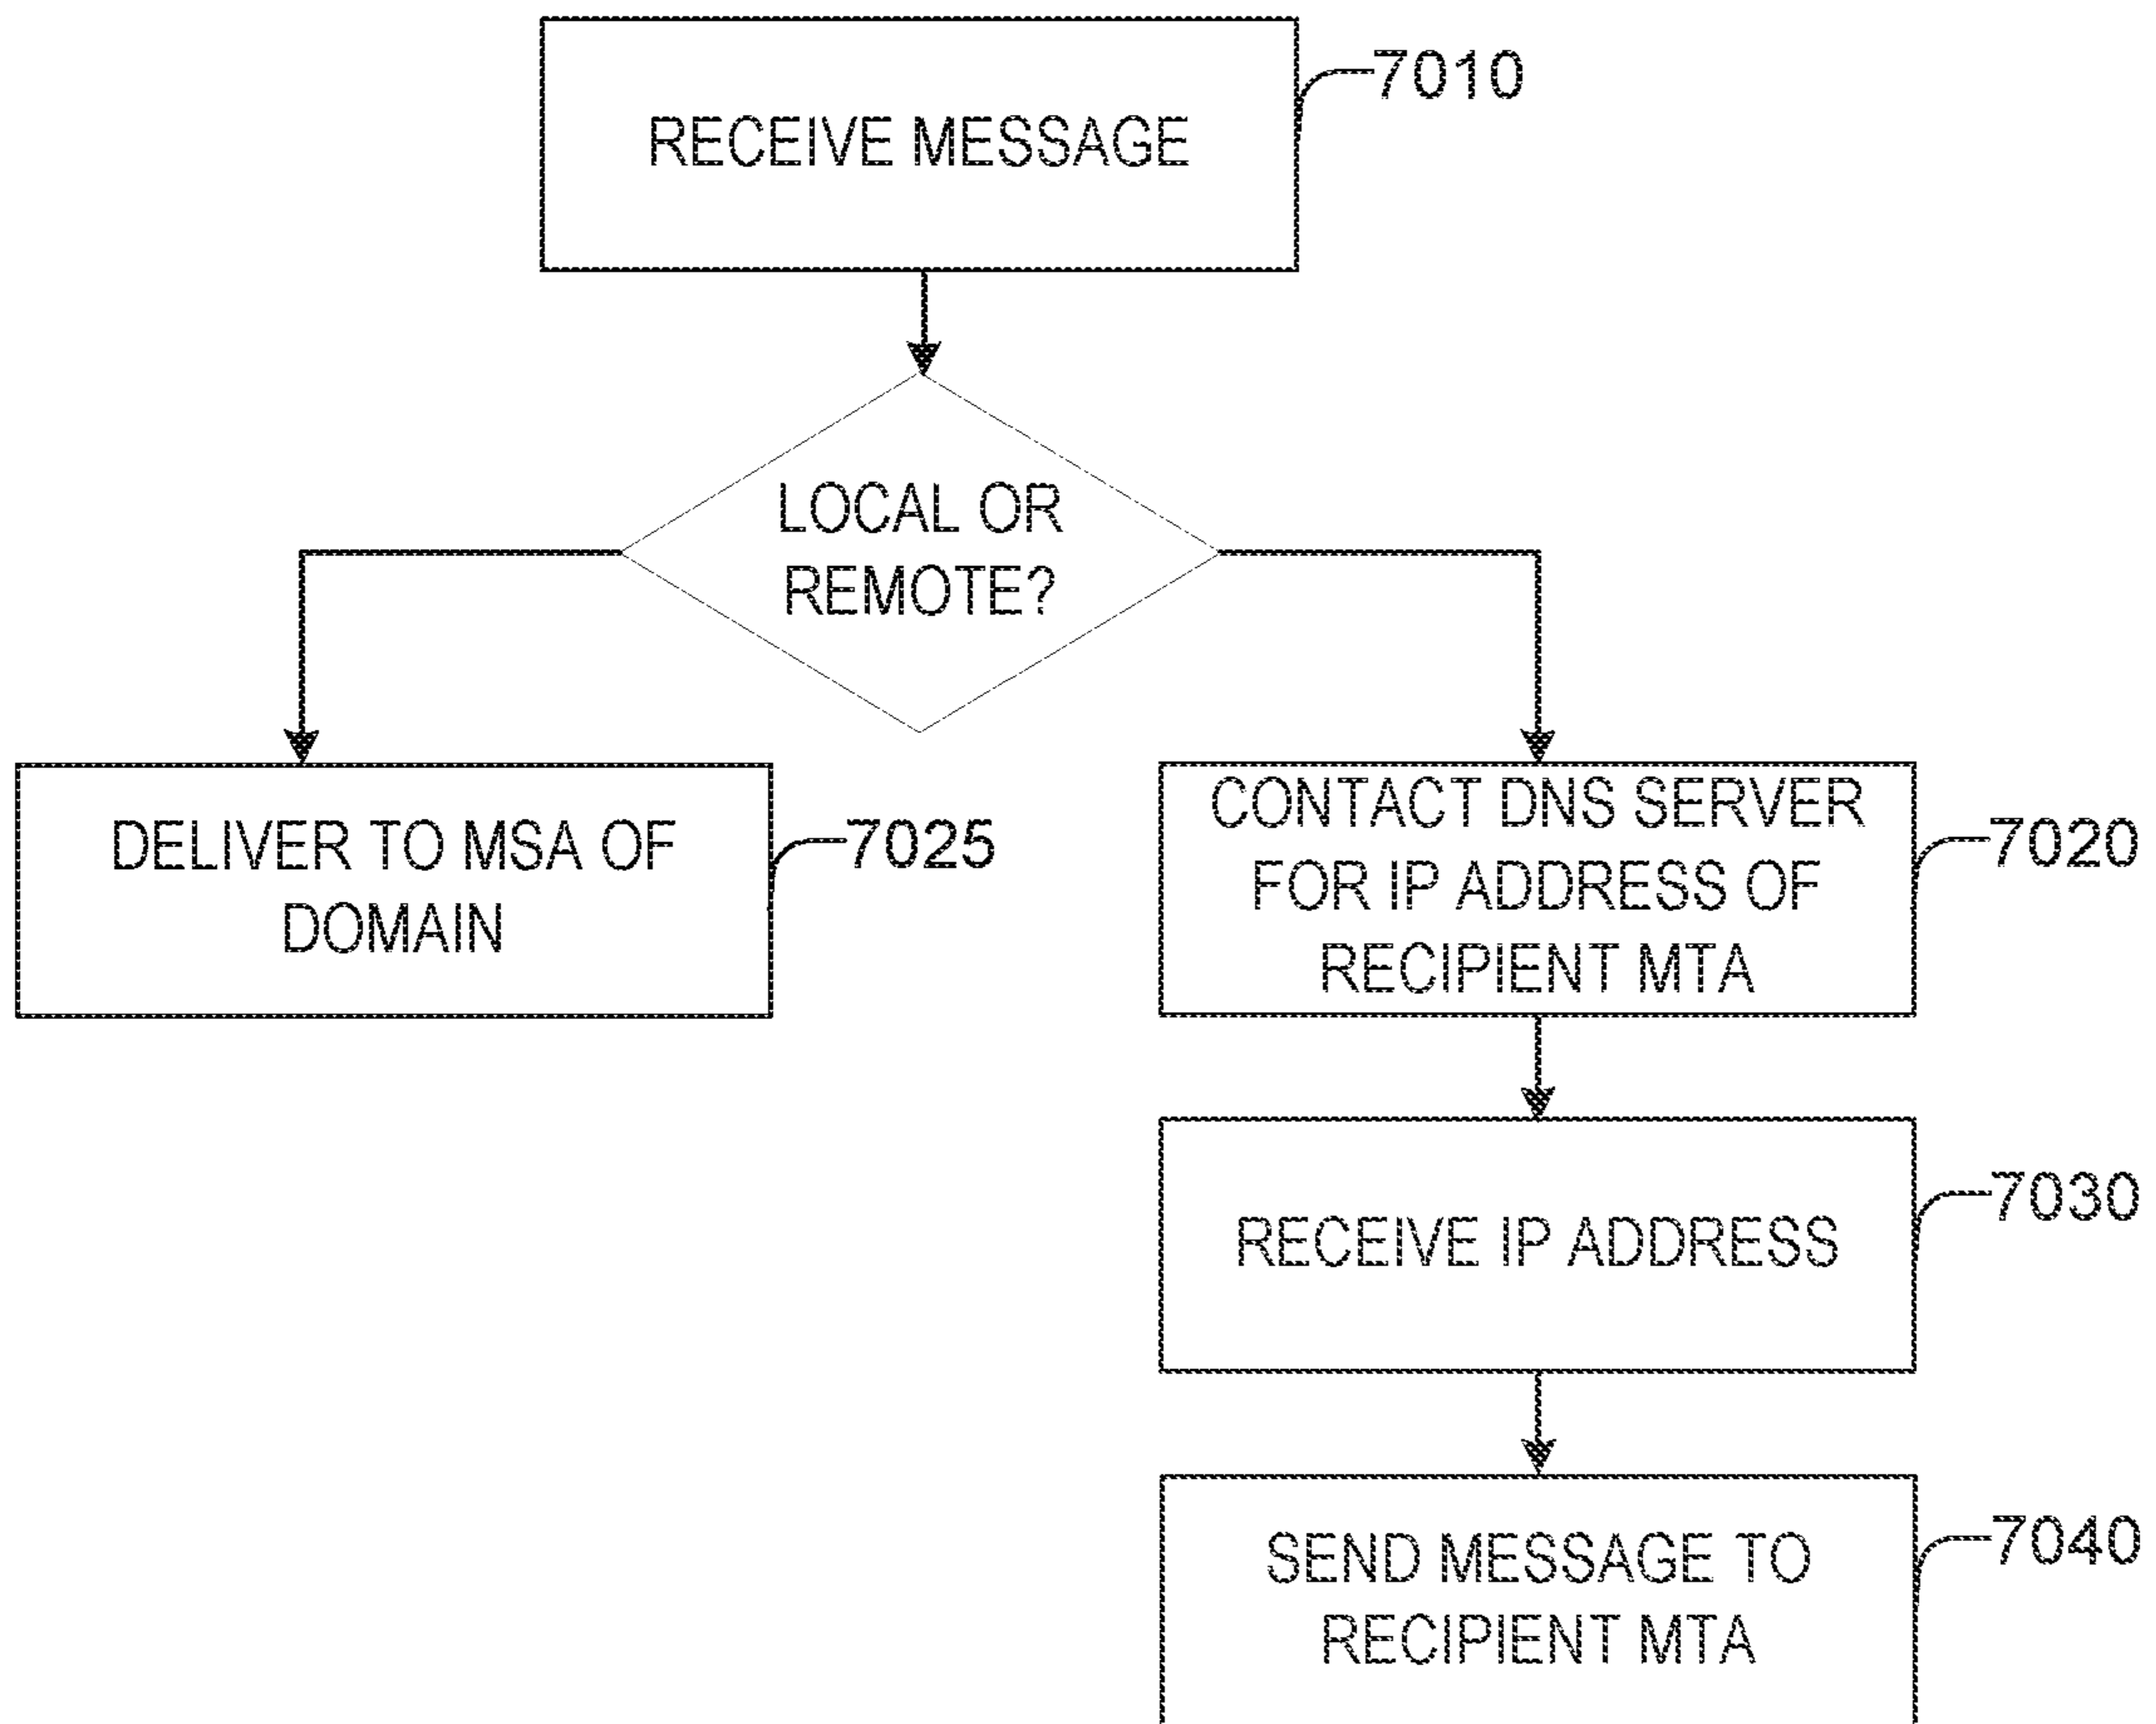 7010
RECEIVE MESSAGE
LOCAL OR
REMOTE?
DELIVER TO MSA OF
DOMAIN
7025
CONTACT DNS SERVER
FOR IP ADDRESS OF
RECIPIENT MTA
7020
RECEIVE IP ADDRESS
7030
SEND MESSAGE TO
RECIPIENT MTA
7040